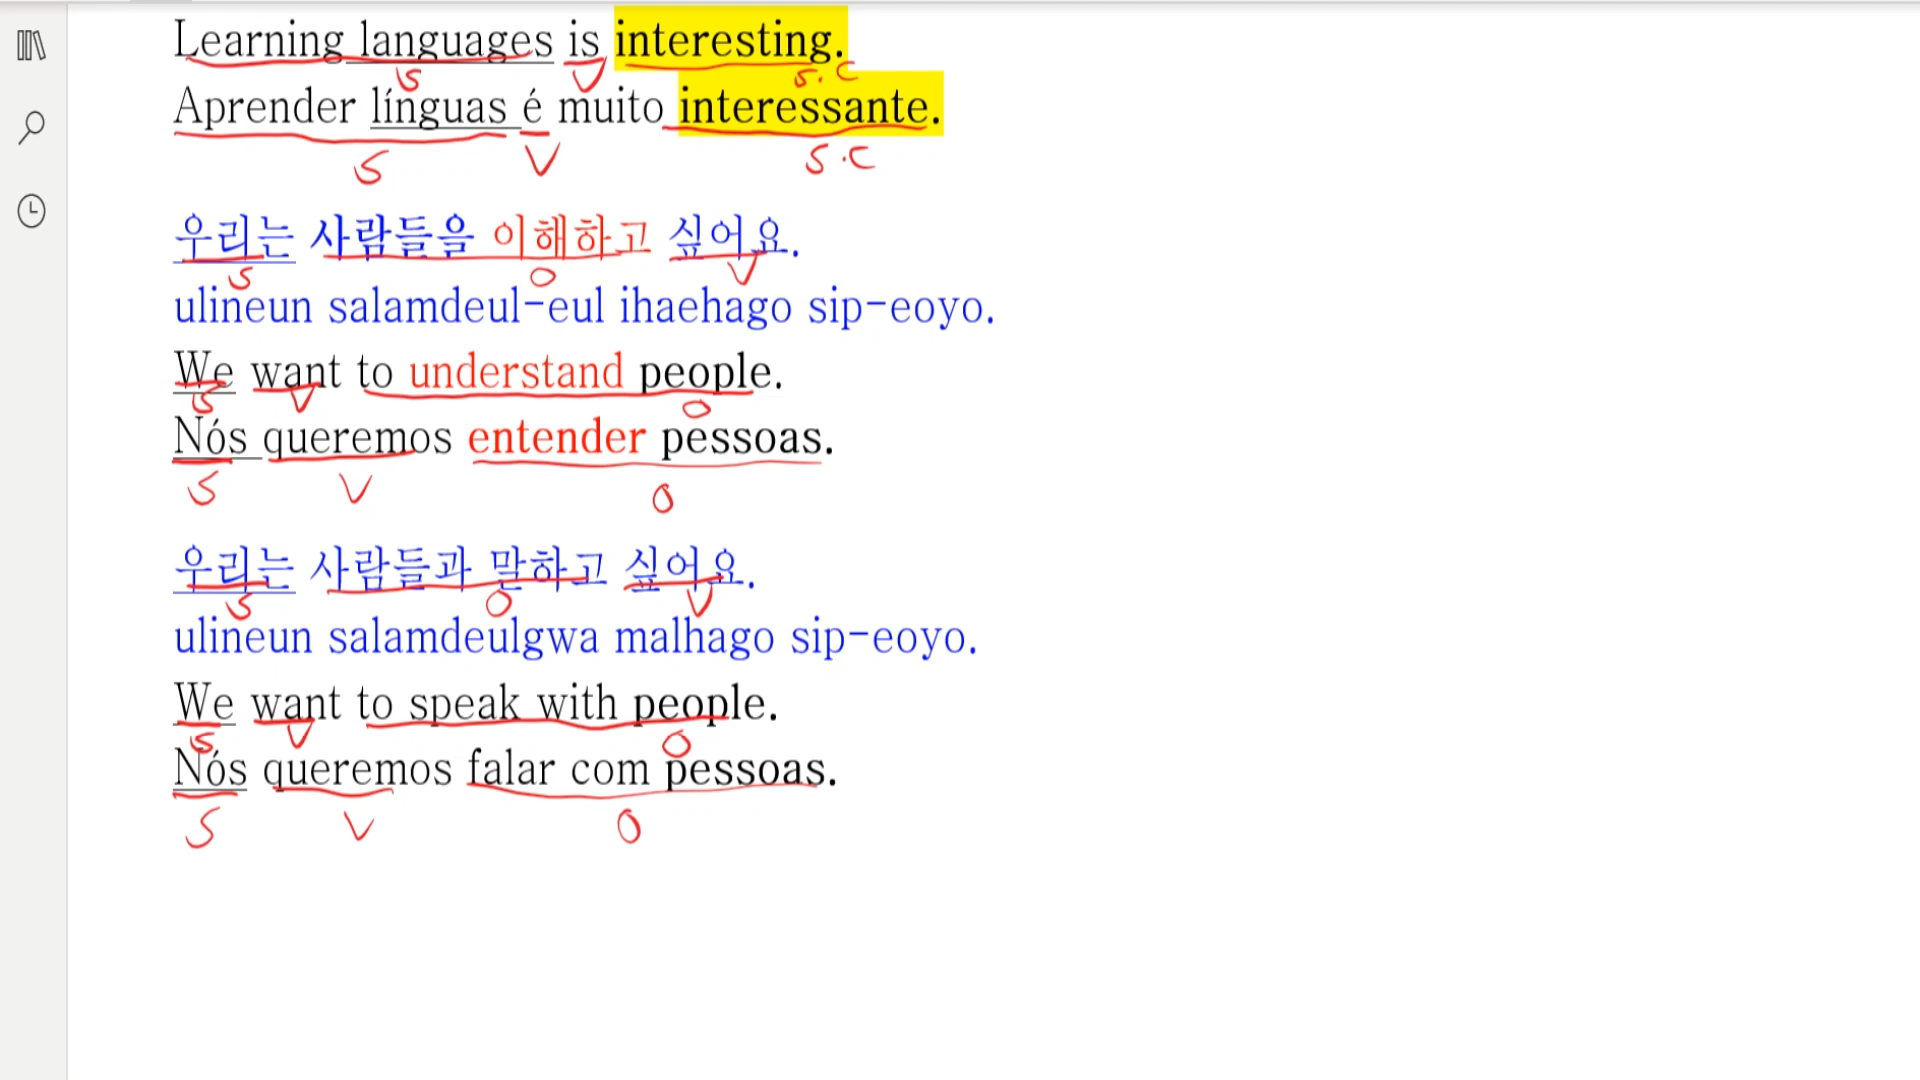 Learning languages is interesting.
S V S.C
Aprender línguas é muito interessante.
S V S.C
우리는 사람들을 이해하고 싶어요.
S O V
ulineun salamdeul-eul ihaehago sip-eoyo.
We want to understand people.
S V O
Nós queremos entender pessoas.
S V O
우리는 사람들과 말하고 싶어요.
S O V
ulineun salamdeulgwa malhago sip-eoyo.
We want to speak with people.
S V O
Nós queremos falar com pessoas.
S V O